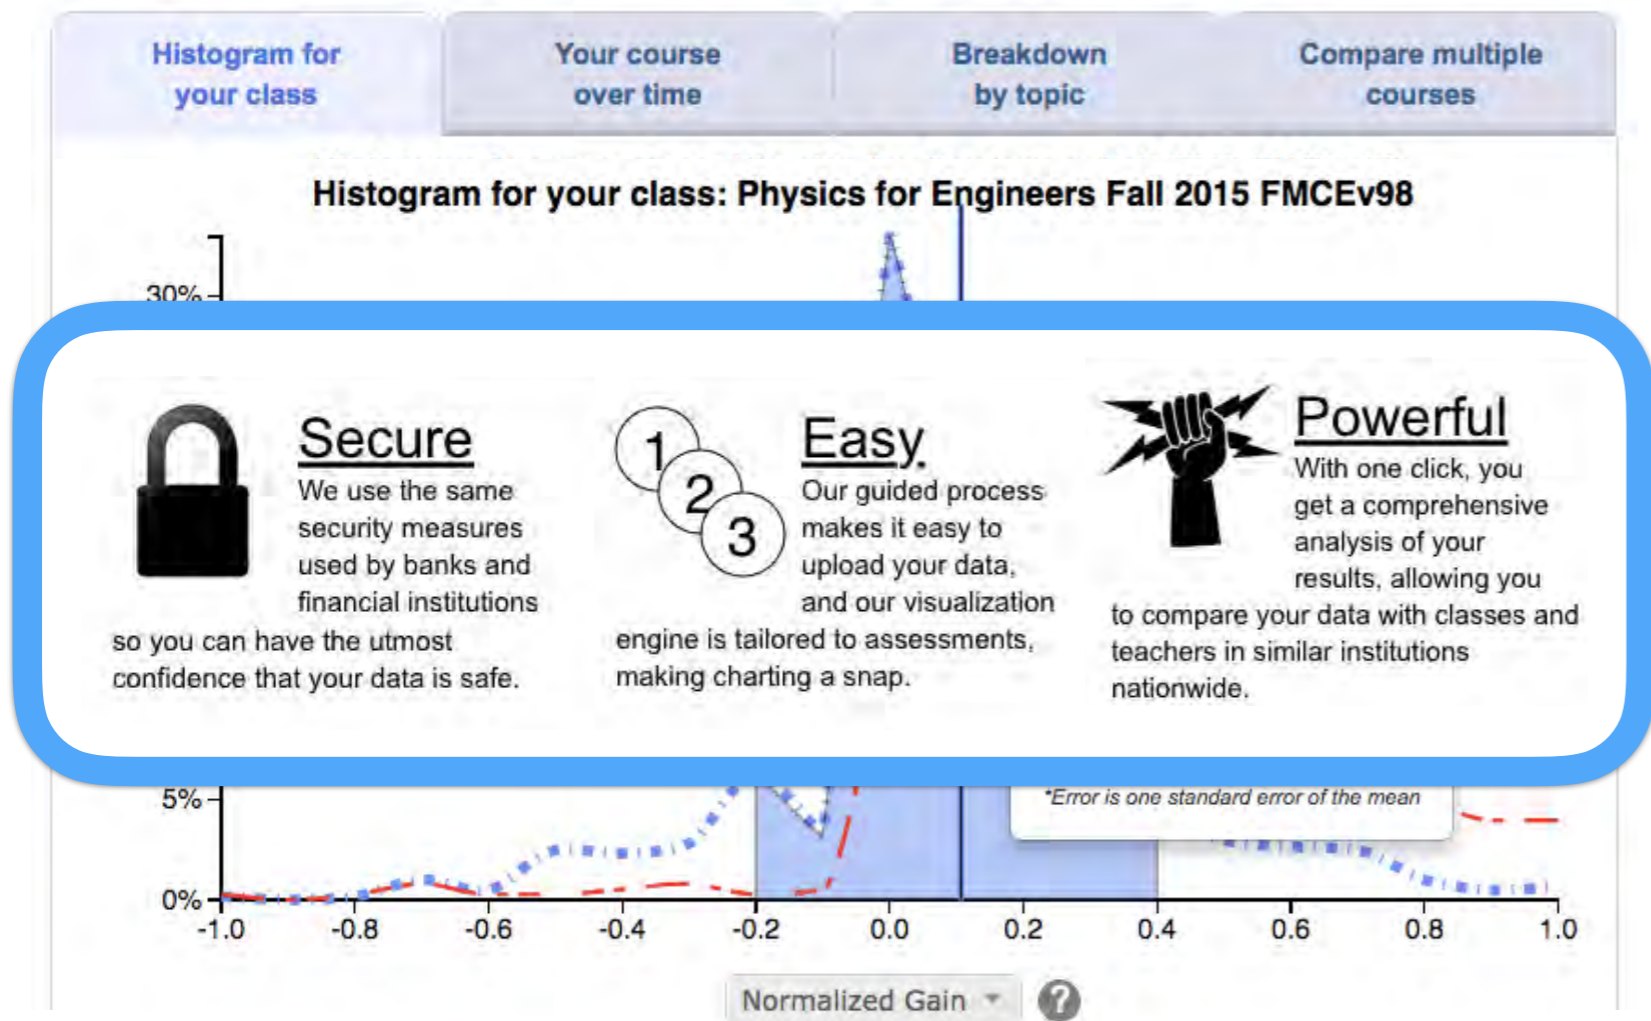 Histogram for
your class
Your course
over time
Breakdown
by topic
Compare multiple
courses
Histogram for your class: Physics for Engineers Fall 2015 FMCEv98
30%
Secure
We use the same
security measures
used by banks and
financial institutions
so you can have the utmost
confidence that your data is safe.
1
2
3
Easy
Our guided process
makes it easy to
upload your data,
and our visualization
engine is tailored to assessments,
making charting a snap.
Powerful
With one click, you
get a comprehensive
analysis of your
results, allowing you
to compare your data with classes and
teachers in similar institutions
nationwide.
5%
*Error is one standard error of the mean
0%
-1.0 -0.8 -0.6 -0.4 -0.2 0.0 0.2 0.4 0.6 0.8 1.0
Normalized Gain
?